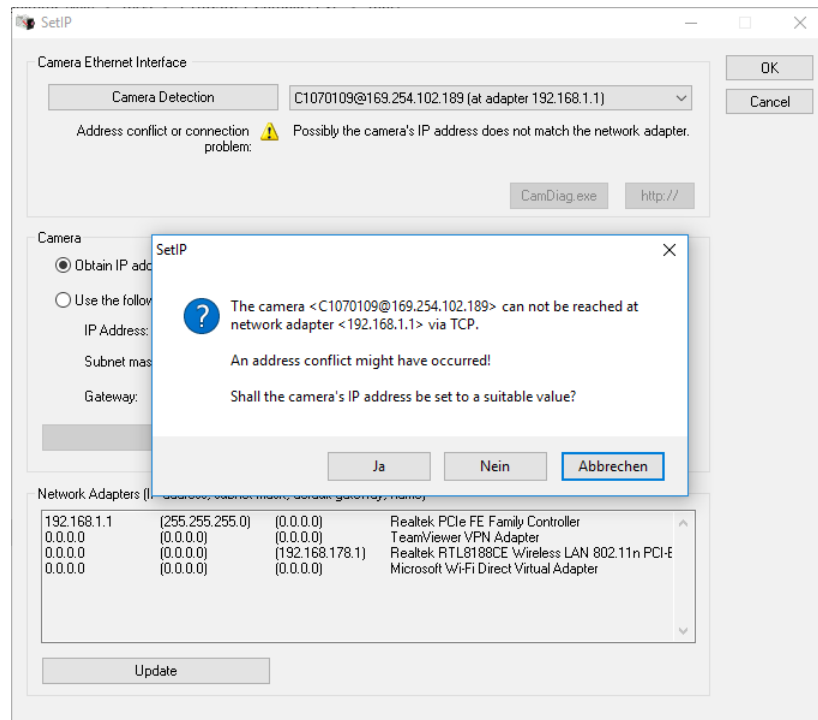 SetIP
Camera Ethernet Interface
Camera Detection
C1070109@169.254.102.189 (at adapter 192.168.1.1)
Address conflict or connection problem:
Possibly the camera's IP address does not match the network adapter.
CamDiag.exe
http://
OK
Cancel
Camera
Obtain IP
Use the
IP Address:
Subnet
Gateway:
SetIP
The camera <C1070109@169.254.102.189> can not be reached at
network adapter <192.168.1.1> via TCP.
An address conflict might have occurred!
Shall the camera's IP address be set to a suitable value?
Ja
Nein
Abbrechen
Network Adapters
192.168.1.1 (255.255.255.0) (0.0.0.0) Realtek PCIe FE Family Controller
0.0.0.0 (0.0.0.0) (0.0.0.0) TeamViewer VPN Adapter
0.0.0.0 (0.0.0.0) (192.168.178.1) Realtek RTL8188CE Wireless LAN 802.11n PCI-E
0.0.0.0 (0.0.0.0) (0.0.0.0) Microsoft Wi-Fi Direct Virtual Adapter
Update